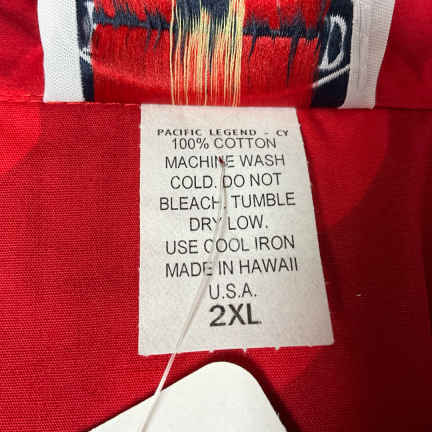 PACIFIC LEGEND - CY
100% COTTON
MACHINE WASH
COLD. DO NOT
BLEACH. TUMBLE
DRY LOW.
USE COOL IRON
MADE IN HAWAII
U.S.A.
2XL